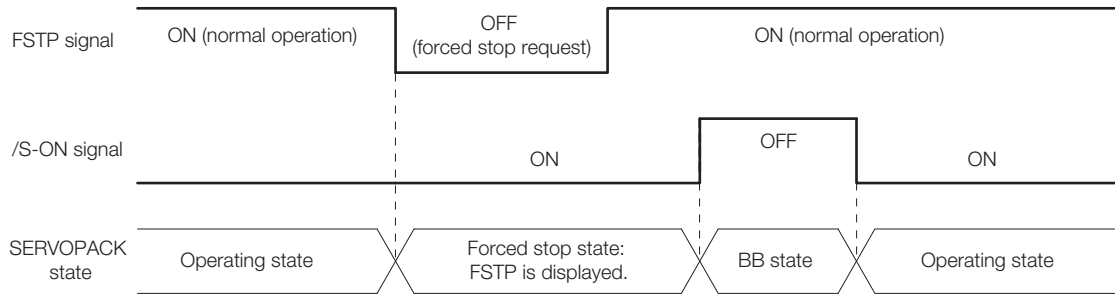 FSTP signal
ON (normal operation)
OFF
(forced stop request)
ON (normal operation)
/S-ON signal
ON
OFF
ON
SERVOPACK
state
Operating state
Forced stop state:
FSTP is displayed.
BB state
Operating state